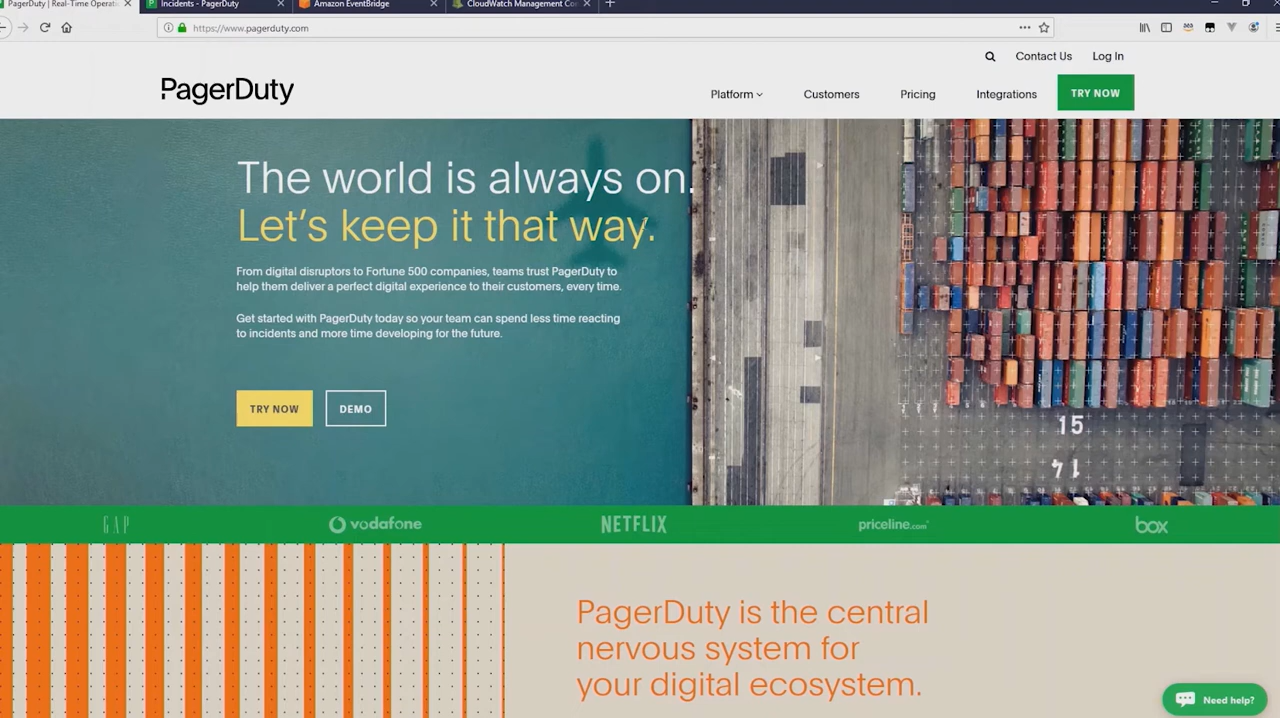 PagerDuty | Real-Time Operati
Incidents - PagerDuty
Amazon EventBridge
CloudWatch Management Co
https://www.pagerduty.com
Contact Us
Log In
PagerDuty
Platform
Customers
Pricing
Integrations
TRY NOW
The world is always on.
Let's keep it that way.
From digital disruptors to Fortune 500 companies, teams trust PagerDuty to
help them deliver a perfect digital experience to their customers, every time.
Get started with PagerDuty today so your team can spend less time reacting
to incidents and more time developing for the future.
TRY NOW
DEMO
15
14
GAP
vodafone
NETFLIX
priceline.com
box
PagerDuty is the central
nervous system for
your digital ecosystem.
Need help?